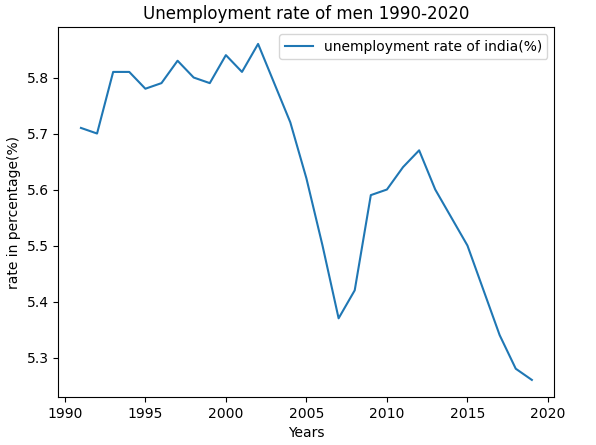 Unemployment rate of men 1990-2020
unemployment rate of india(%)
rate in percentage(%)
5.8
5.7
5.6
5.5
5.4
5.3
1990 1995 2000 2005 2010 2015 2020
Years